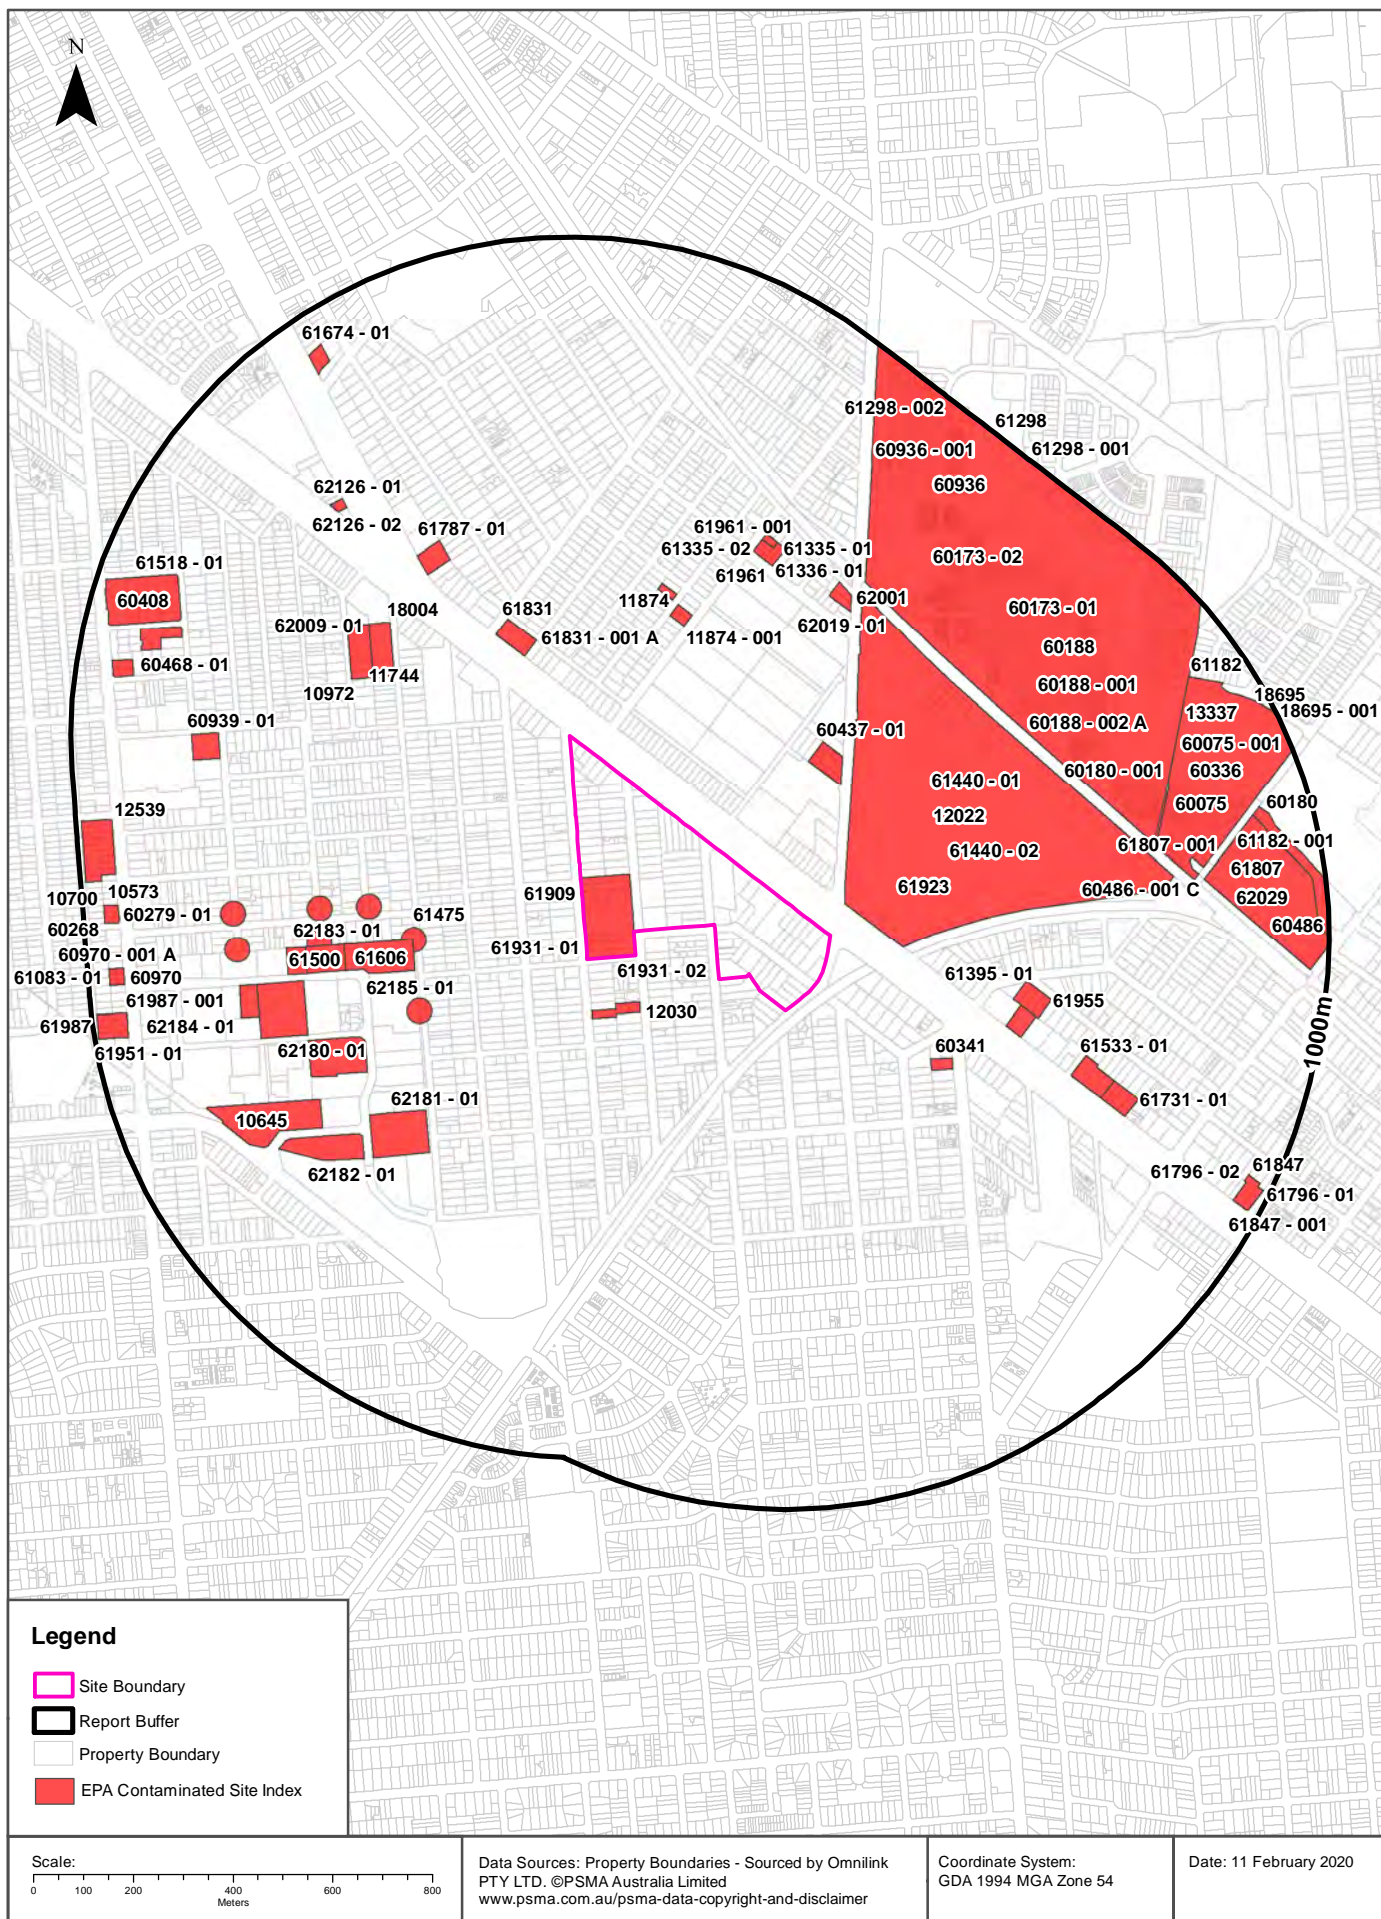 N
61674 - 01
61298 - 002
61298
60936 - 001
61298 - 001
60936
62126 - 01
62126 - 02
61787 - 01
61961 - 001
61335 - 02
61335 - 01
61961
61336 - 01
60173 - 02
61518 - 01
60408
18004
62009 - 01
61831
61831 - 001 A
11874
11874 - 001
62001
62019 - 01
60173 - 01
60188
60468 - 01
11744
10972
60188 - 001
61182
18695
18695 - 001
13337
60188 - 002 A
60939 - 01
60437 - 01
60075 - 001
60180 - 001
60336
61440 - 01
60075
60180
12539
12022
61440 - 02
61807 - 001
61182 - 001
61807
10573
10700
60279 - 01
60268
61909
61923
60486 - 001 C
62029
60486
62183 - 01
61475
60970 - 001 A
61500
61606
61931 - 01
61083 - 01
60970
61931 - 02
61395 - 01
61987 - 001
62185 - 01
61955
61987
62184 - 01
12030
61951 - 01
62180 - 01
60341
61533 - 01
1000m
10645
62181 - 01
61731 - 01
62182 - 01
61796 - 02
61847
61796 - 01
61847 - 001
Legend
Site Boundary
Report Buffer
Property Boundary
EPA Contaminated Site Index
Scale:
0 100 200 400 600 800
Meters
Data Sources: Property Boundaries - Sourced by Omnilink
PTY LTD. ©PSMA Australia Limited
www.psma.com.au/psma-data-copyright-and-disclaimer
Coordinate System:
GDA 1994 MGA Zone 54
Date: 11 February 2020